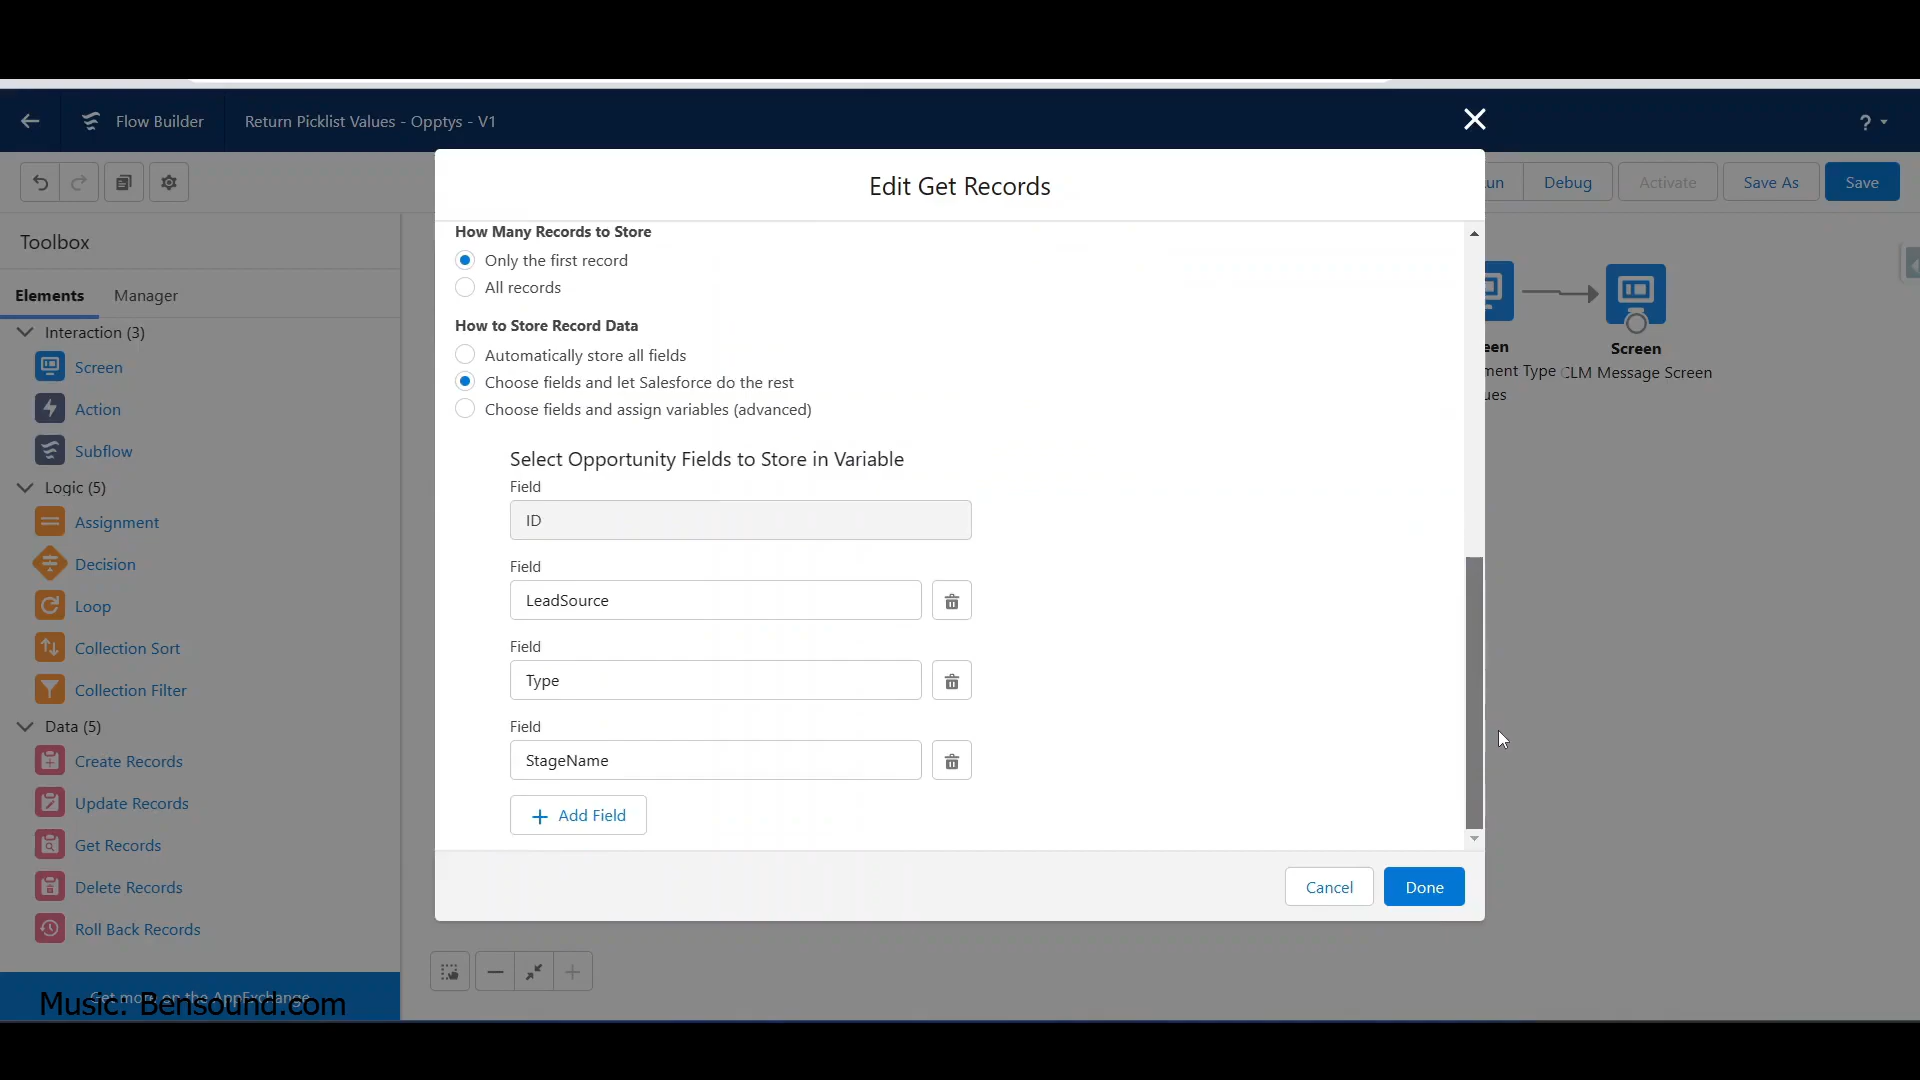 Flow Builder
Return Picklist Values - Opptys - V1
?
Edit Get Records
un
Debug
Activate
Save As
Save
Toolbox
Elements
Manager
Interaction (3)
Screen
Action
Subflow
Logic (5)
Assignment
Decision
Loop
Collection Sort
Collection Filter
Data (5)
Create Records
Update Records
Get Records
Delete Records
Roll Back Records
Get more on the AppExchange
Music: Bensound.com
How Many Records to Store
Only the first record
All records
How to Store Record Data
Automatically store all fields
Choose fields and let Salesforce do the rest
Choose fields and assign variables (advanced)
Select Opportunity Fields to Store in Variable
Field
ID
Field
LeadSource
Field
Type
Field
StageName
+ Add Field
Cancel
Done
een
ment Type
ues
Screen
CLM Message Screen